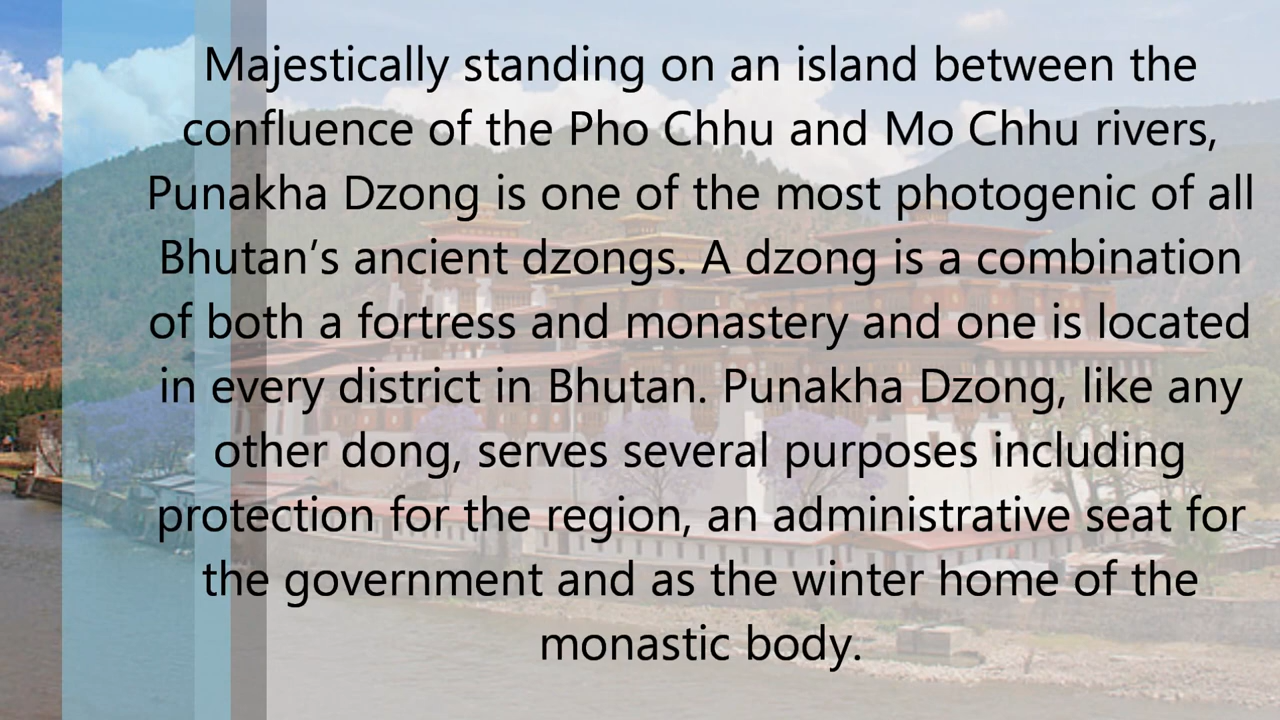 Majestically standing on an island between the
confluence of the Pho Chhu and Mo Chhu rivers,
Punakha Dzong is one of the most photogenic of all
Bhutan’s ancient dzongs. A dzong is a combination
of both a fortress and monastery and one is located
in every district in Bhutan. Punakha Dzong, like any
other dong, serves several purposes including
protection for the region, an administrative seat for
the government and as the winter home of the
monastic body.